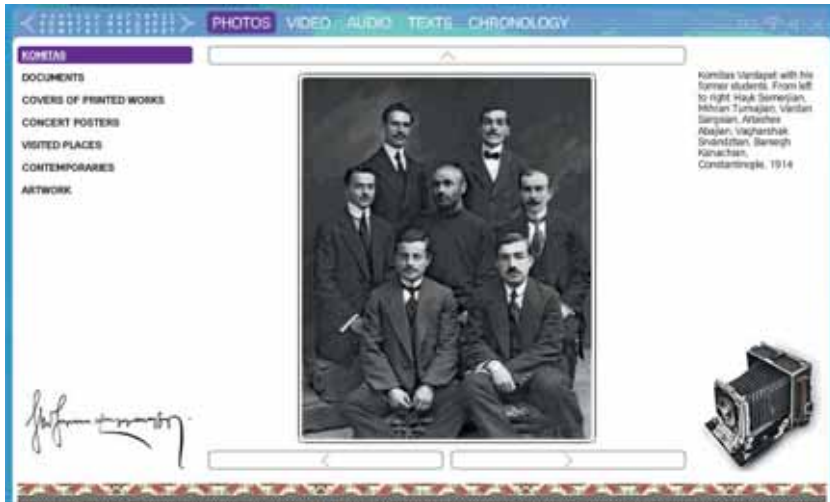 PHOTOS VIDEO AUDIO TEXTS CHRONOLOGY
KOMITAS
DOCUMENTS
COVERS OF PRINTED WORKS
CONCERT POSTERS
VISITED PLACES
CONTEMPORARIES
ARTWORK
Komitas Vardapet with his
former students. From left
to right: Hayk Semerjian,
Mihran Tumajian, Vardan
Sargsian, Artashes
Abajian, Vagharshak
Srvandztian, Barsegh
Kanachian,
Constantinople, 1914